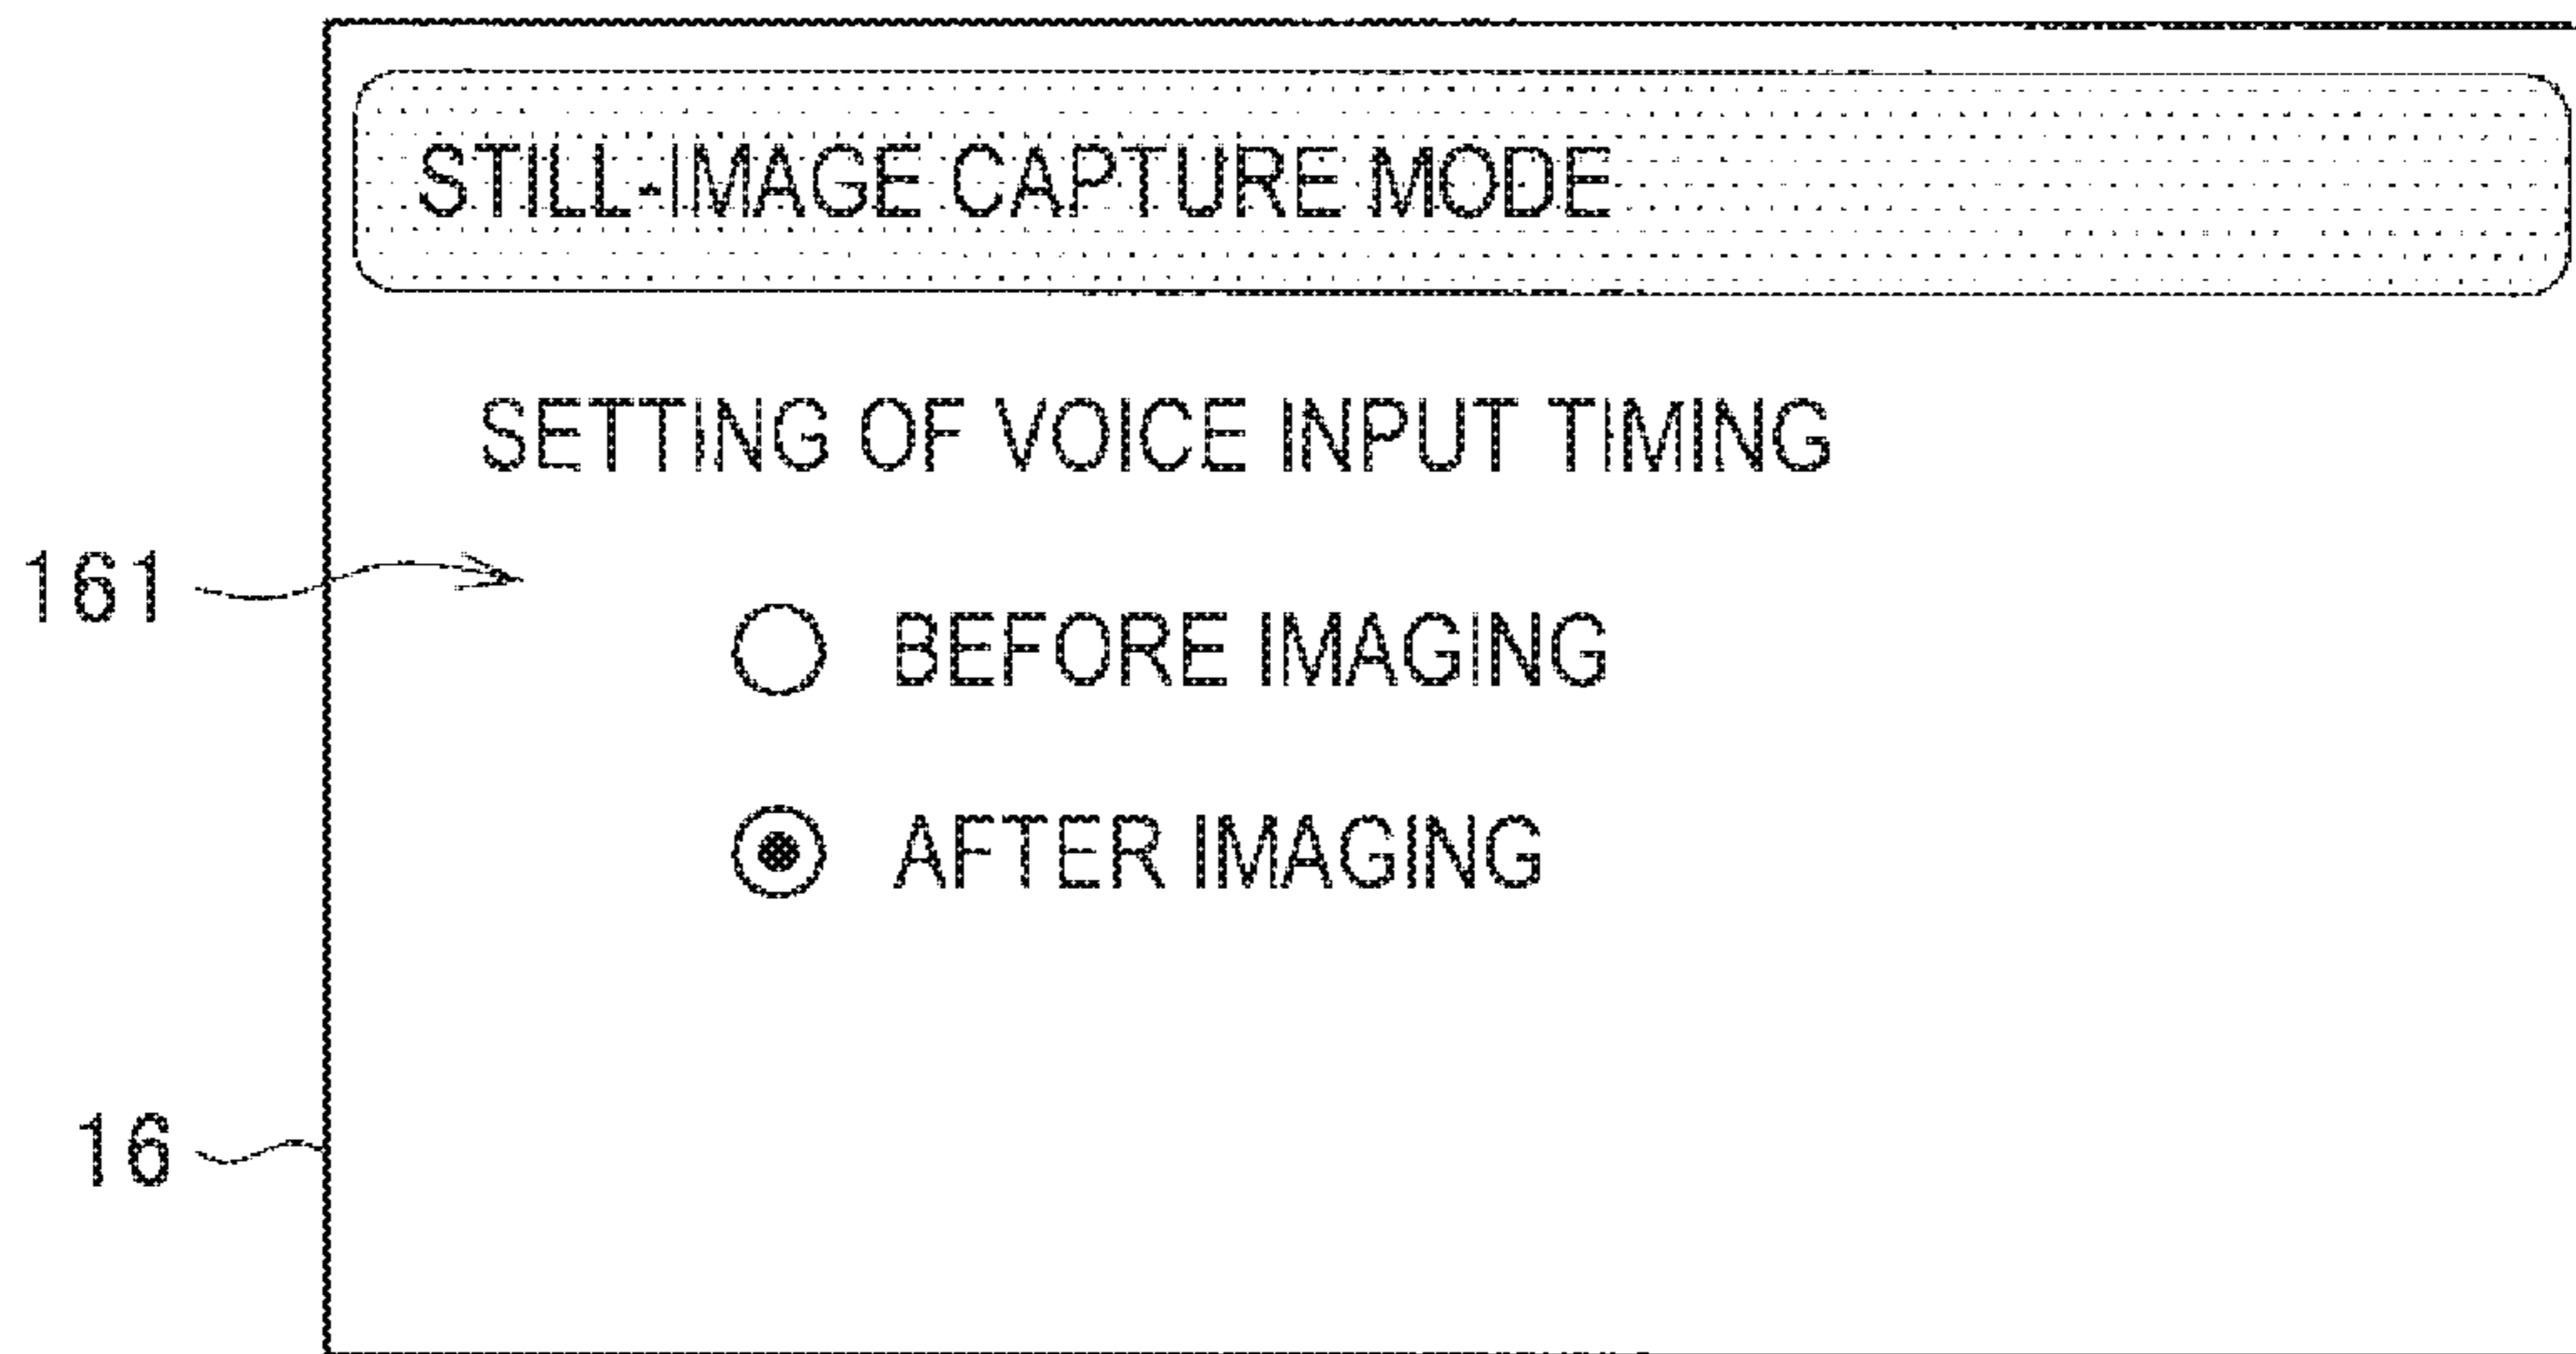 STILL-IMAGE CAPTURE MODE
SETTING OF VOICE INPUT TIMING
161
BEFORE IMAGING
AFTER IMAGING
16